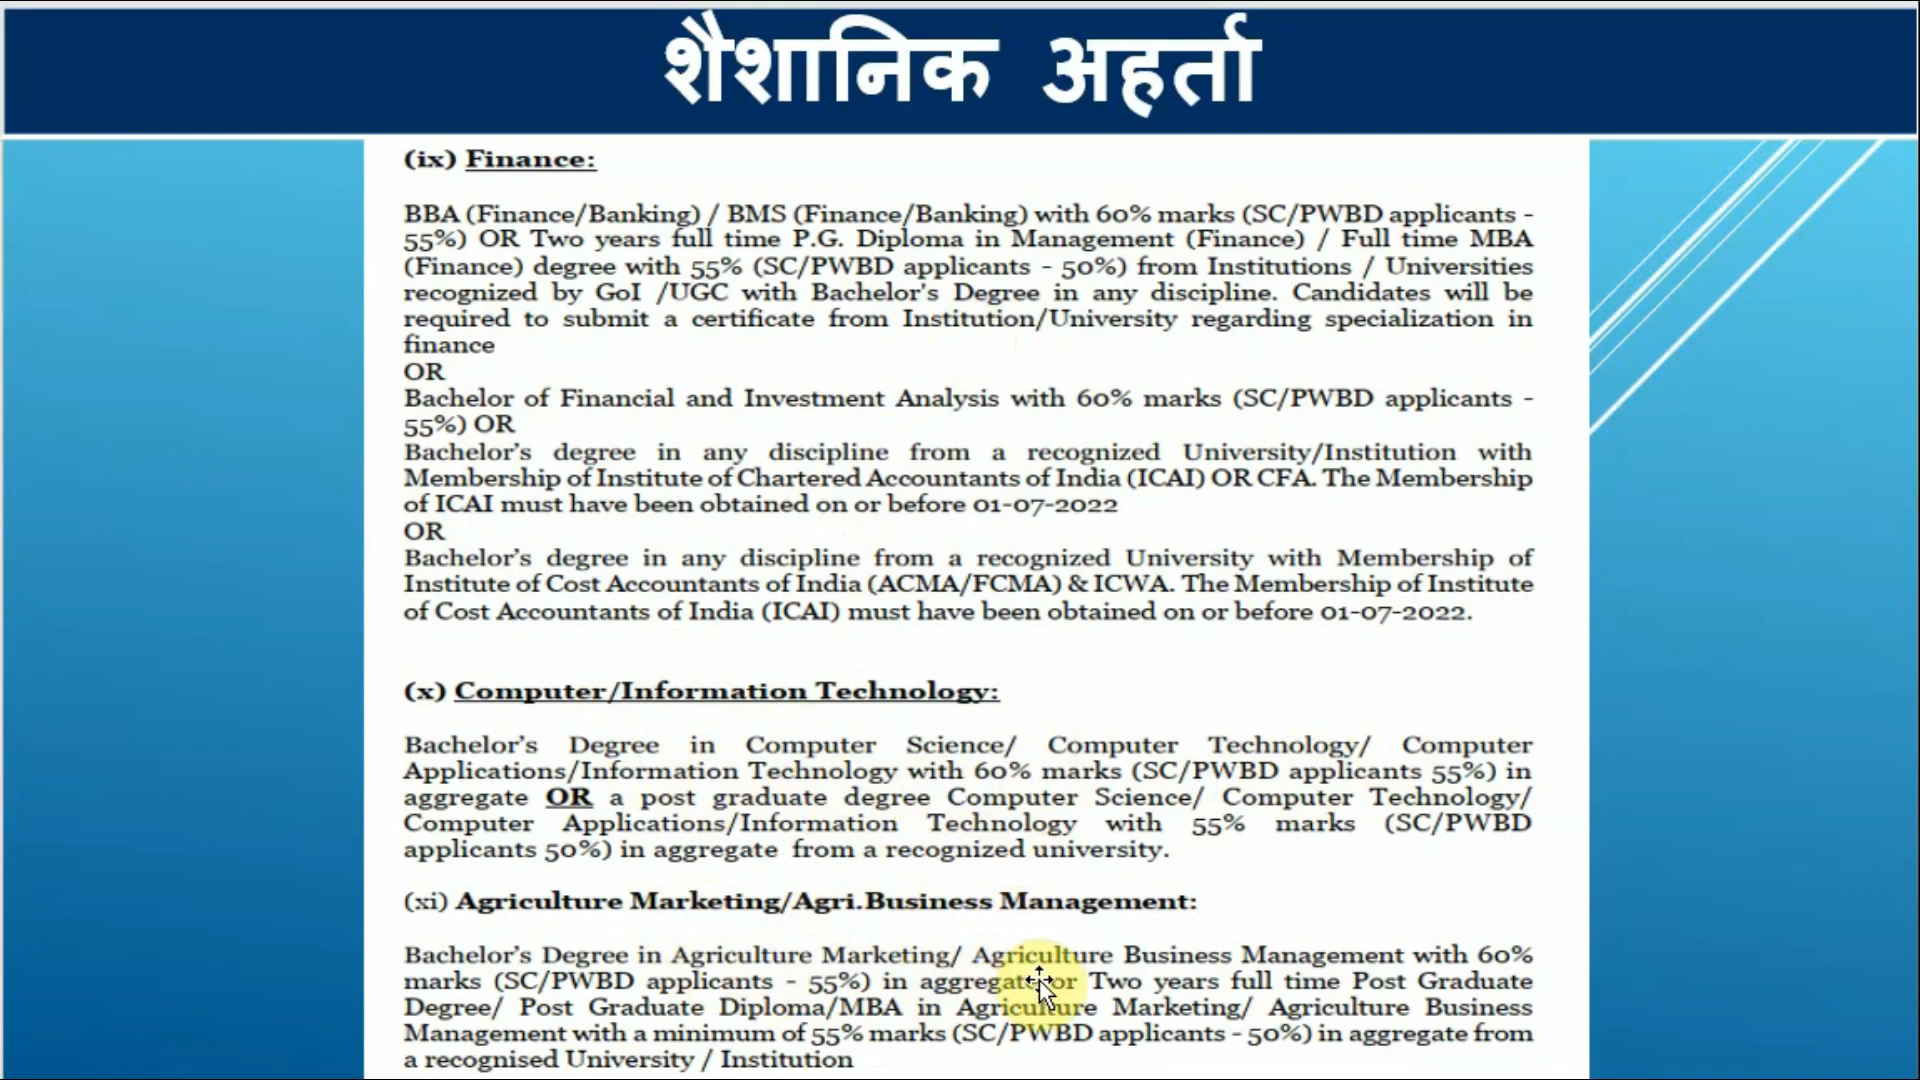 शैशानिक अहर्ता
(ix) Finance:
BBA (Finance/Banking) / BMS (Finance/Banking) with 60% marks (SC/PWBD applicants -
55%) OR Two years full time P.G. Diploma in Management (Finance) / Full time MBA
(Finance) degree with 55% (SC/PWBD applicants - 50%) from Institutions / Universities
recognized by GoI /UGC with Bachelor's Degree in any discipline. Candidates will be
required to submit a certificate from Institution/University regarding specialization in
finance
OR
Bachelor of Financial and Investment Analysis with 60% marks (SC/PWBD applicants -
55%) OR
Bachelor’s degree in any discipline from a recognized University/Institution with
Membership of Institute of Chartered Accountants of India (ICAI) OR CFA. The Membership
of ICAI must have been obtained on or before 01-07-2022
OR
Bachelor’s degree in any discipline from a recognized University with Membership of
Institute of Cost Accountants of India (ACMA/FCMA) & ICWA. The Membership of Institute
of Cost Accountants of India (ICAI) must have been obtained on or before 01-07-2022.
(x) Computer/Information Technology:
Bachelor’s Degree in Computer Science/ Computer Technology/ Computer
Applications/Information Technology with 60% marks (SC/PWBD applicants 55%) in
aggregate OR a post graduate degree Computer Science/ Computer Technology/
Computer Applications/Information Technology with 55% marks (SC/PWBD
applicants 50%) in aggregate from a recognized university.
(xi) Agriculture Marketing/Agri.Business Management:
Bachelor’s Degree in Agriculture Marketing/ Agriculture Business Management with 60%
marks (SC/PWBD applicants - 55%) in aggregate or Two years full time Post Graduate
Degree/ Post Graduate Diploma/MBA in Agriculture Marketing/ Agriculture Business
Management with a minimum of 55% marks (SC/PWBD applicants - 50%) in aggregate from
a recognised University / Institution